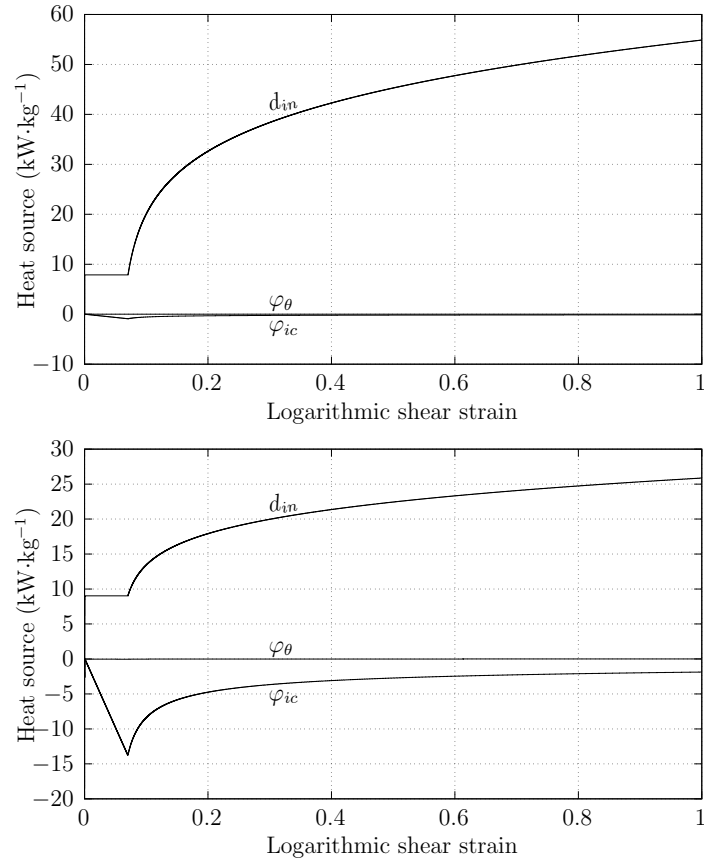 60
50
40
30
20
10
0
−10
Heat source (kW·kg⁻¹)
d_in
φ_θ
φ_ic
0 0.2 0.4 0.6 0.8 1
Logarithmic shear strain
30
25
20
15
10
5
0
−5
−10
−15
−20
Heat source (kW·kg⁻¹)
d_in
φ_θ
φ_ic
0 0.2 0.4 0.6 0.8 1
Logarithmic shear strain